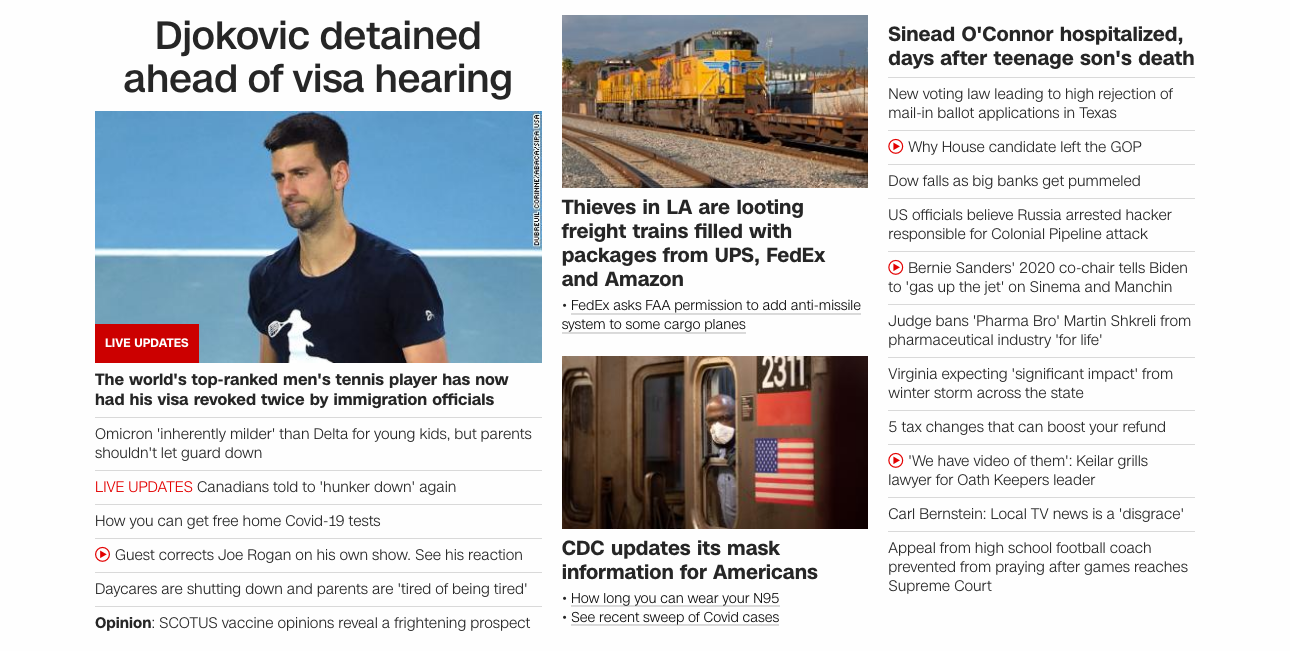 Djokovic detained
ahead of visa hearing
DUBREUIL CORINNE/ABACA/SIPA USA
LIVE UPDATES
The world's top-ranked men's tennis player has now
had his visa revoked twice by immigration officials
Omicron 'inherently milder' than Delta for young kids, but parents
shouldn't let guard down
LIVE UPDATES Canadians told to 'hunker down' again
How you can get free home Covid-19 tests
Guest corrects Joe Rogan on his own show. See his reaction
Daycares are shutting down and parents are 'tired of being tired'
Opinion: SCOTUS vaccine opinions reveal a frightening prospect
Thieves in LA are looting
freight trains filled with
packages from UPS, FedEx
and Amazon
• FedEx asks FAA permission to add anti-missile
system to some cargo planes
2311
CDC updates its mask
information for Americans
• How long you can wear your N95
• See recent sweep of Covid cases
Sinead O'Connor hospitalized,
days after teenage son's death
New voting law leading to high rejection of
mail-in ballot applications in Texas
Why House candidate left the GOP
Dow falls as big banks get pummeled
US officials believe Russia arrested hacker
responsible for Colonial Pipeline attack
Bernie Sanders' 2020 co-chair tells Biden
to 'gas up the jet' on Sinema and Manchin
Judge bans 'Pharma Bro' Martin Shkreli from
pharmaceutical industry 'for life'
Virginia expecting 'significant impact' from
winter storm across the state
5 tax changes that can boost your refund
'We have video of them': Keilar grills
lawyer for Oath Keepers leader
Carl Bernstein: Local TV news is a 'disgrace'
Appeal from high school football coach
prevented from praying after games reaches
Supreme Court